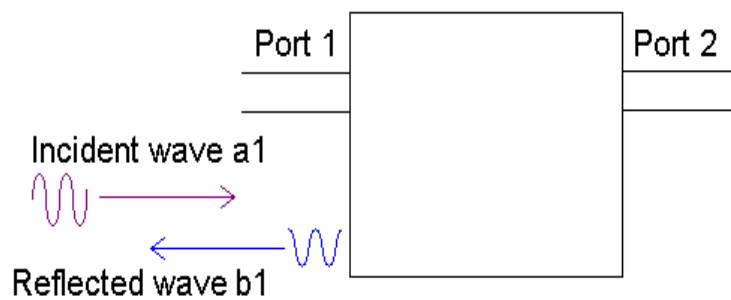 Port 1
Port 2
Incident wave a1
Reflected wave b1